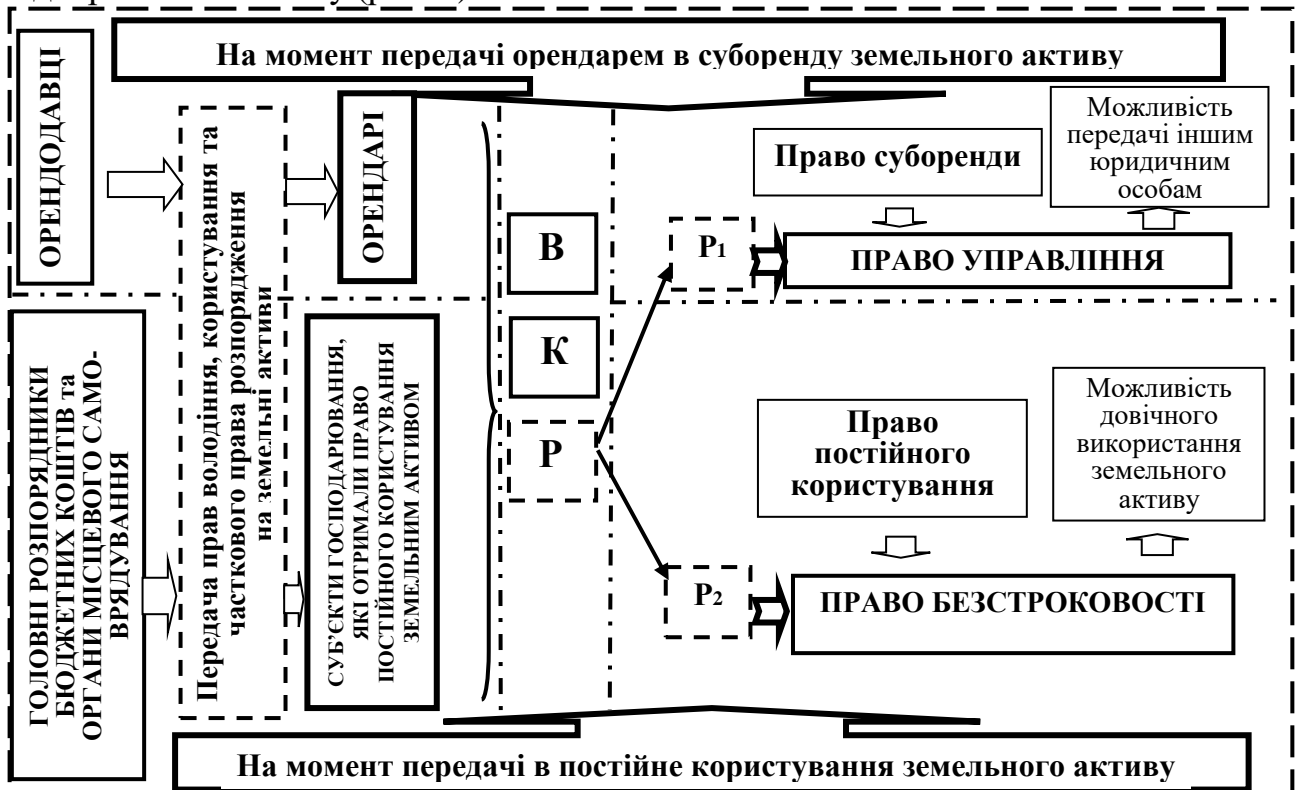 На момент передачі орендарем в суборенду земельного активу
ОРЕНДОДАВЦІ
Передача прав володіння, користування та
часткового права розпорядження
на земельні активи
ОРЕНДАРІ
В
К
Р
Р1
Право суборенди
Можливість
передачі іншим
юридичним
особам
ПРАВО УПРАВЛІННЯ
ГОЛОВНІ РОЗПОРЯДНИКИ
БЮДЖЕТНИХ КОШТІВ та
ОРГАНИ МІСЦЕВОГО САМО-
ВРЯДУВАННЯ
СУБ’ЄКТИ ГОСПОДАРЮВАННЯ,
ЯКІ ОТРИМАЛИ ПРАВО
ПОСТІЙНОГО КОРИСТУВАННЯ
ЗЕМЕЛЬНИМ АКТИВОМ
Право
постійного
користування
Можливість
довічного
використання
земельного
активу
Р2
ПРАВО БЕЗСТРОКОВОСТІ
На момент передачі в постійне користування земельного активу